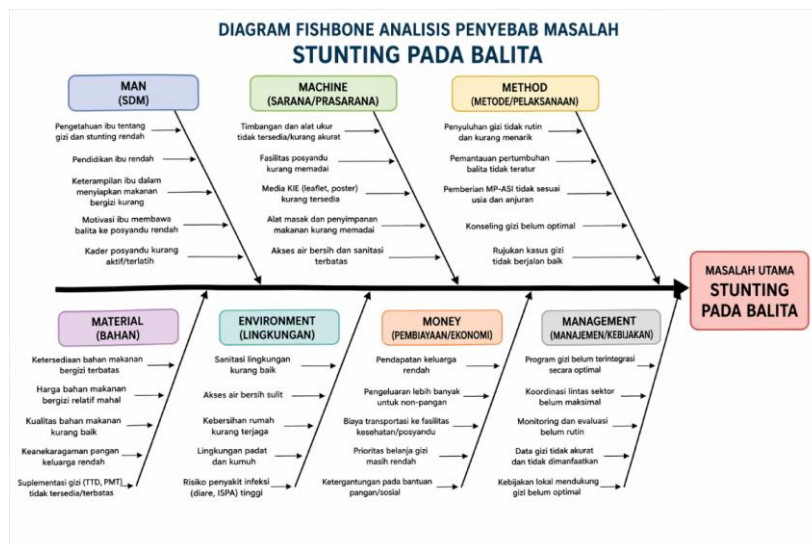 DIAGRAM FISHBONE ANALISIS PENYEBAB MASALAH
STUNTING PADA BALITA
MAN
(SDM)
Pengetahuan ibu tentang
gizi dan stunting rendah
Pendidikan ibu rendah
Keterampilan ibu dalam
menyiapkan makanan
bergizi kurang
Motivasi ibu membawa
balita ke posyandu rendah
Kader posyandu kurang
aktif/terlatih
MACHINE
(SARANA/PRASARANA)
Timbangan dan alat ukur
tidak tersedia/kurang akurat
Fasilitas posyandu
kurang memadai
Media KIE (leaflet, poster)
kurang tersedia
Alat masak dan penyimpanan
makanan kurang memadai
Akses air bersih dan sanitasi
terbatas
METHOD
(METODE/PELAKSANAAN)
Penyuluhan gizi tidak rutin
dan kurang menarik
Pemantauan pertumbuhan
balita tidak teratur
Pemberian MP-ASI tidak sesuai
usia dan anjuran
Konseling gizi belum optimal
Rujukan kasus gizi
tidak berjalan baik
MASALAH UTAMA
STUNTING
PADA BALITA
MATERIAL
(BAHAN)
Ketersediaan bahan makanan
bergizi terbatas
Harga bahan makanan
bergizi relatif mahal
Kualitas bahan makanan
kurang baik
Keanekaragaman pangan
keluarga rendah
Suplementasi gizi (TTD, PMT)
tidak tersedia/terbatas
ENVIRONMENT
(LINGKUNGAN)
Sanitasi lingkungan
kurang baik
Akses air bersih sulit
Kebersihan rumah
kurang terjaga
Lingkungan padat
dan kumuh
Risiko penyakit infeksi
(diare, ISPA) tinggi
MONEY
(PEMBIAYAAN/EKONOMI)
Pendapatan keluarga
rendah
Pengeluaran lebih banyak
untuk non-pangan
Biaya transportasi ke fasilitas
kesehatan/posyandu
Prioritas belanja gizi
masih rendah
Ketergantungan pada bantuan
pangan/sosial
MANAGEMENT
(MANAJEMEN/KEBIJAKAN)
Program gizi belum terintegrasi
secara optimal
Koordinasi lintas sektor
belum maksimal
Monitoring dan evaluasi
belum rutin
Data gizi tidak akurat
dan tidak dimanfaatkan
Kebijakan lokal mendukung
gizi belum optimal